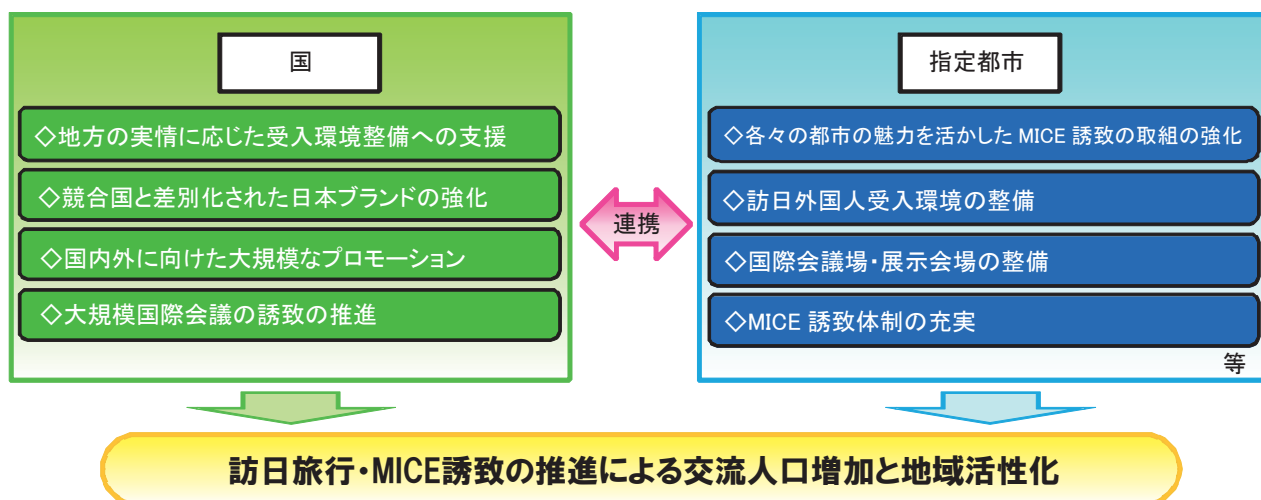 国
◇地方の実情に応じた受入環境整備への支援
◇競合国と差別化された日本ブランドの強化
◇国内外に向けた大規模なプロモーション
◇大規模国際会議の誘致の推進
連携
指定都市
◇各々の都市の魅力を活かした MICE 誘致の取組の強化
◇訪日外国人受入環境の整備
◇国際会議場・展示会場の整備
◇MICE 誘致体制の充実
等
訪日旅行・MICE誘致の推進による交流人口増加と地域活性化